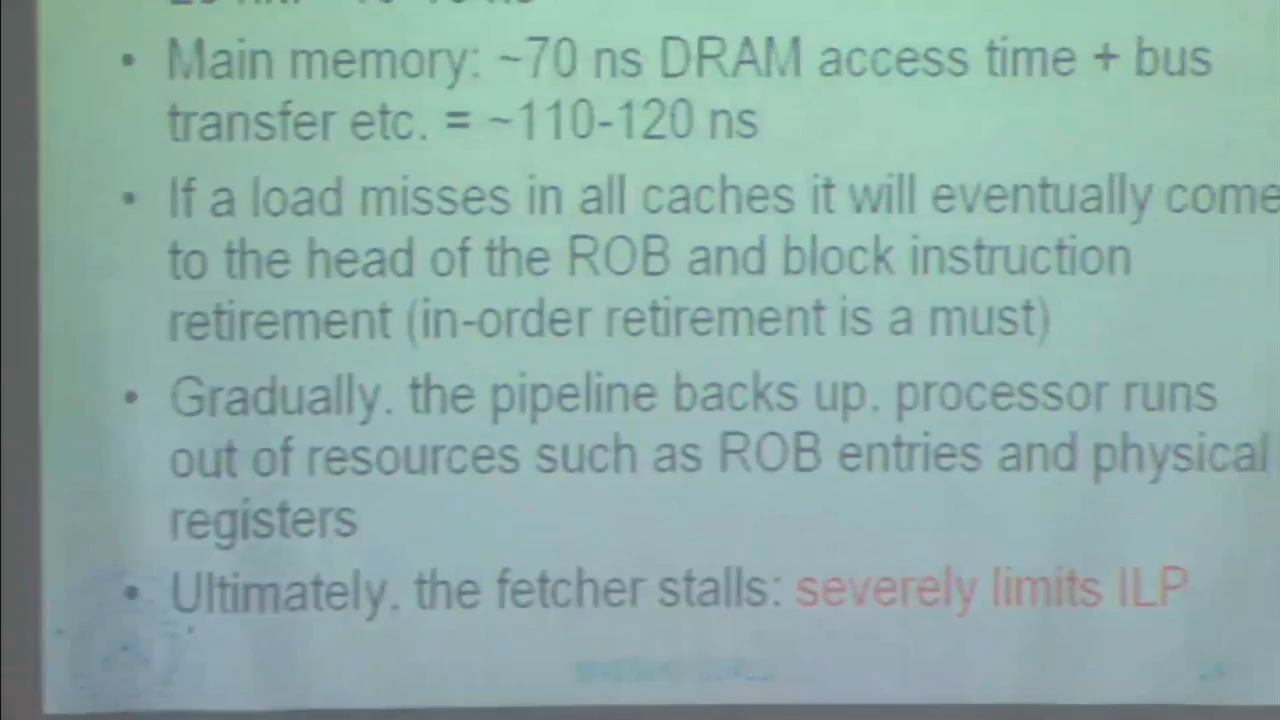 • Main memory: ~70 ns DRAM access time + bus
transfer etc. = ~110-120 ns
• If a load misses in all caches it will eventually come
to the head of the ROB and block instruction
retirement (in-order retirement is a must)
• Gradually, the pipeline backs up, processor runs
out of resources such as ROB entries and physical
registers
• Ultimately, the fetcher stalls: severely limits ILP